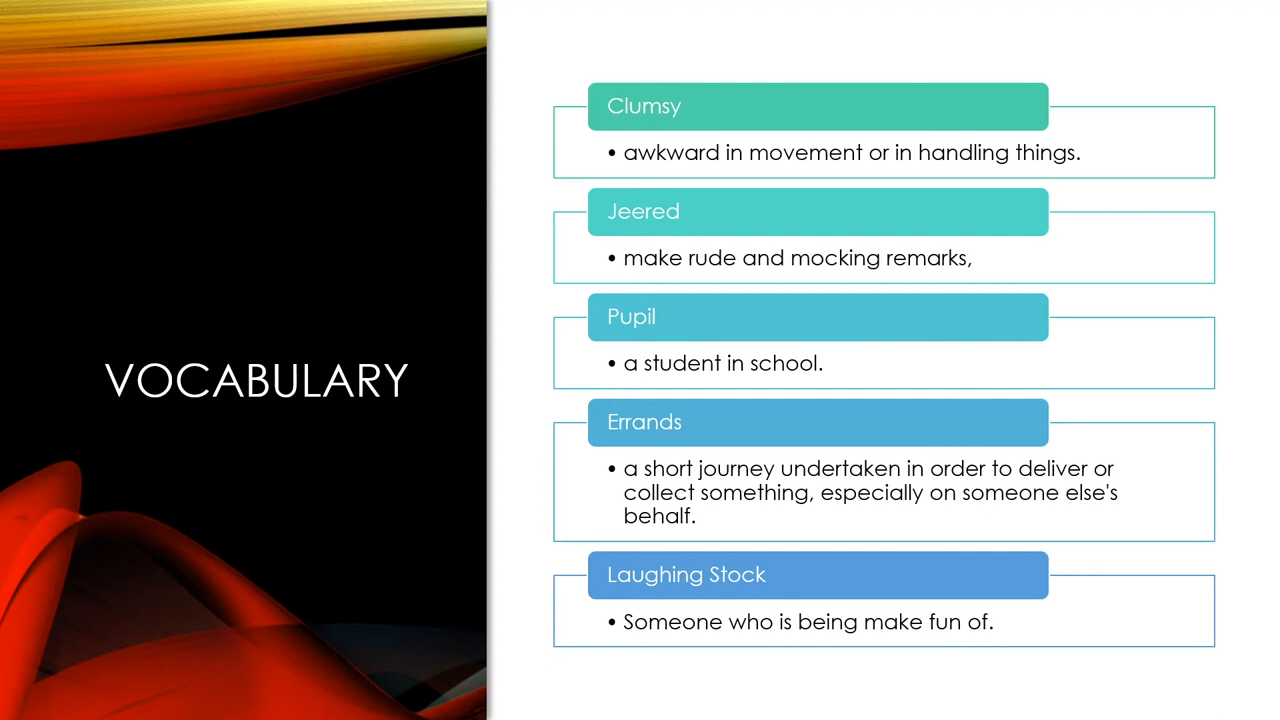 VOCABULARY
Clumsy
• awkward in movement or in handling things.
Jeered
• make rude and mocking remarks,
Pupil
• a student in school.
Errands
• a short journey undertaken in order to deliver or
collect something, especially on someone else's
behalf.
Laughing Stock
• Someone who is being make fun of.